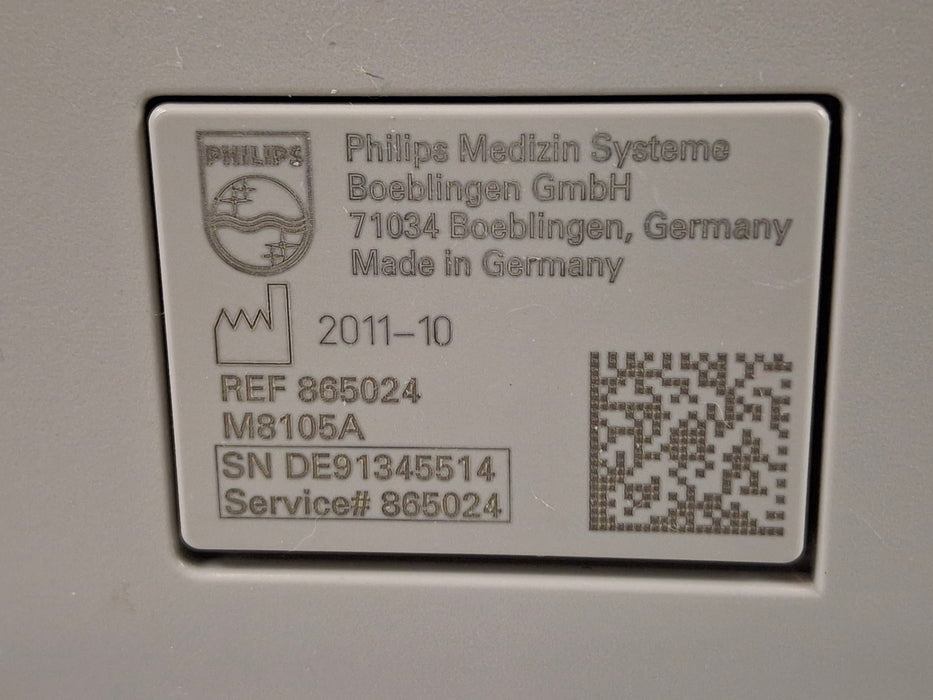 PHILIPS
Philips Medizin Systeme
Boeblingen GmbH
71034 Boeblingen, Germany
Made in Germany
2011-10
REF 865024
M8105A
SN DE91345514
Service# 865024